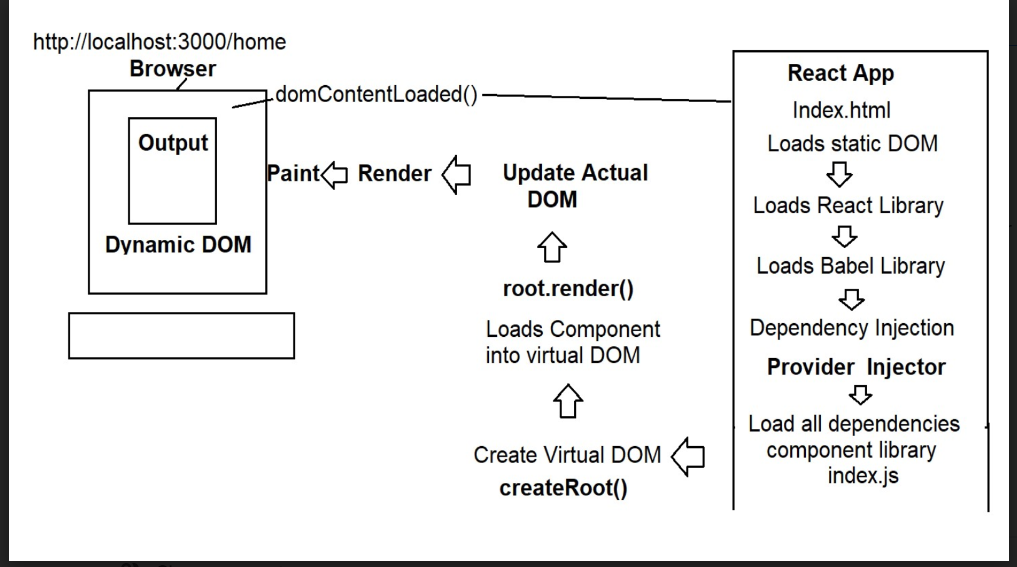 http://localhost:3000/home
Browser
domContentLoaded()
Output
Dynamic DOM
Paint
Render
Update Actual
DOM
root.render()
Loads Component
into virtual DOM
Create Virtual DOM
createRoot()
React App
Index.html
Loads static DOM
Loads React Library
Loads Babel Library
Dependency Injection
Provider Injector
Load all dependencies
component library
index.js